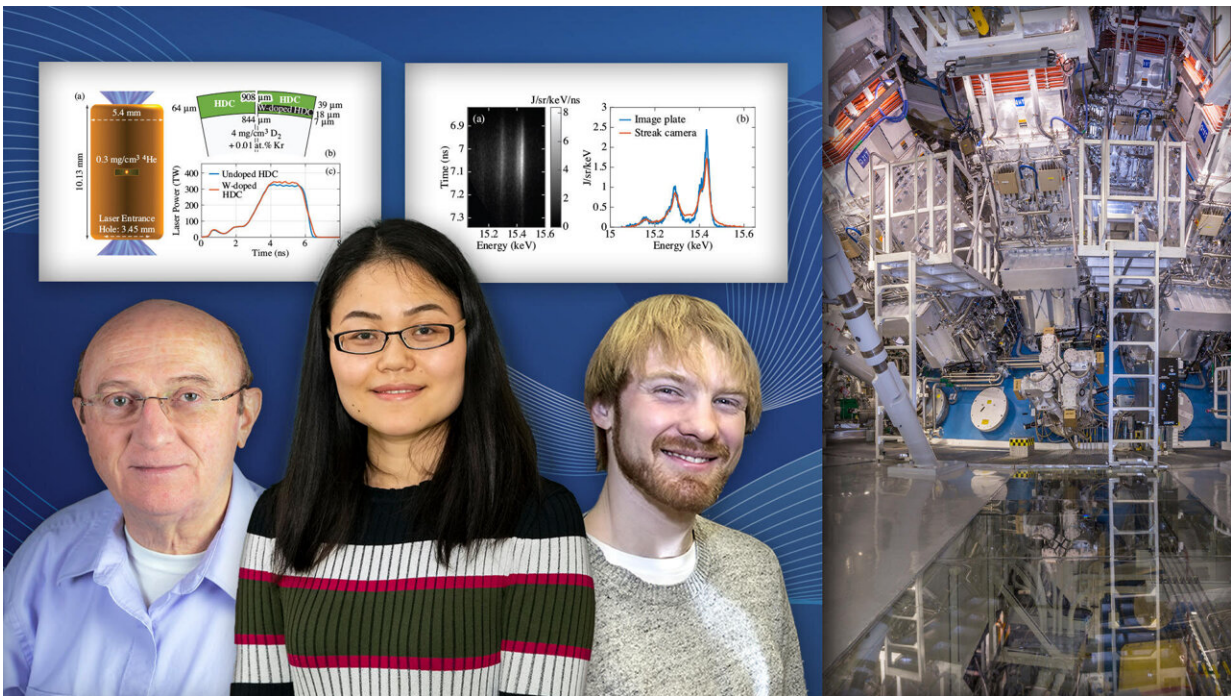 (a)
5.4 mm
10.13 mm
0.3 mg/cm³ ⁴He
Laser Entrance
Hole: 3.45 mm
64 µm
HDC
908 µm
HDC
W-doped HDC
39 µm
18 µm
7 µm
844 µm
4 mg/cm³ D₂
+0.01 at.% Kr
(b)
(c)
Undoped HDC
W-doped
HDC
Laser Power (TW)
400
300
200
100
0
0 2 4 6 8
Time (ns)
J/sr/keV/ns
(a)
Time (ns)
6.9
7.0
7.1
7.2
7.3
15.2 15.4 15.6
Energy (keV)
8
6
4
2
0
(b)
Image plate
Streak camera
J/sr/keV
3
2.5
2
1.5
1
0.5
0
15 15.2 15.4 15.6
Energy (keV)